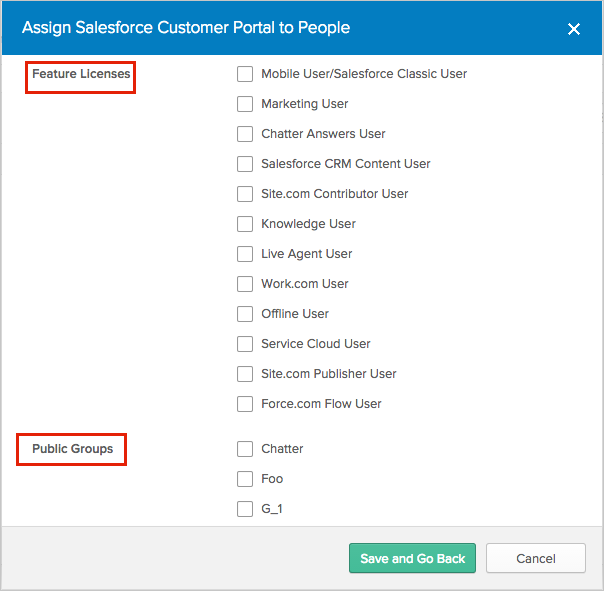 Assign Salesforce Customer Portal to People
Feature Licenses
Mobile User/Salesforce Classic User
Marketing User
Chatter Answers User
Salesforce CRM Content User
Site.com Contributor User
Knowledge User
Live Agent User
Work.com User
Offline User
Service Cloud User
Site.com Publisher User
Force.com Flow User
Public Groups
Chatter
Foo
G_1
Save and Go Back
Cancel